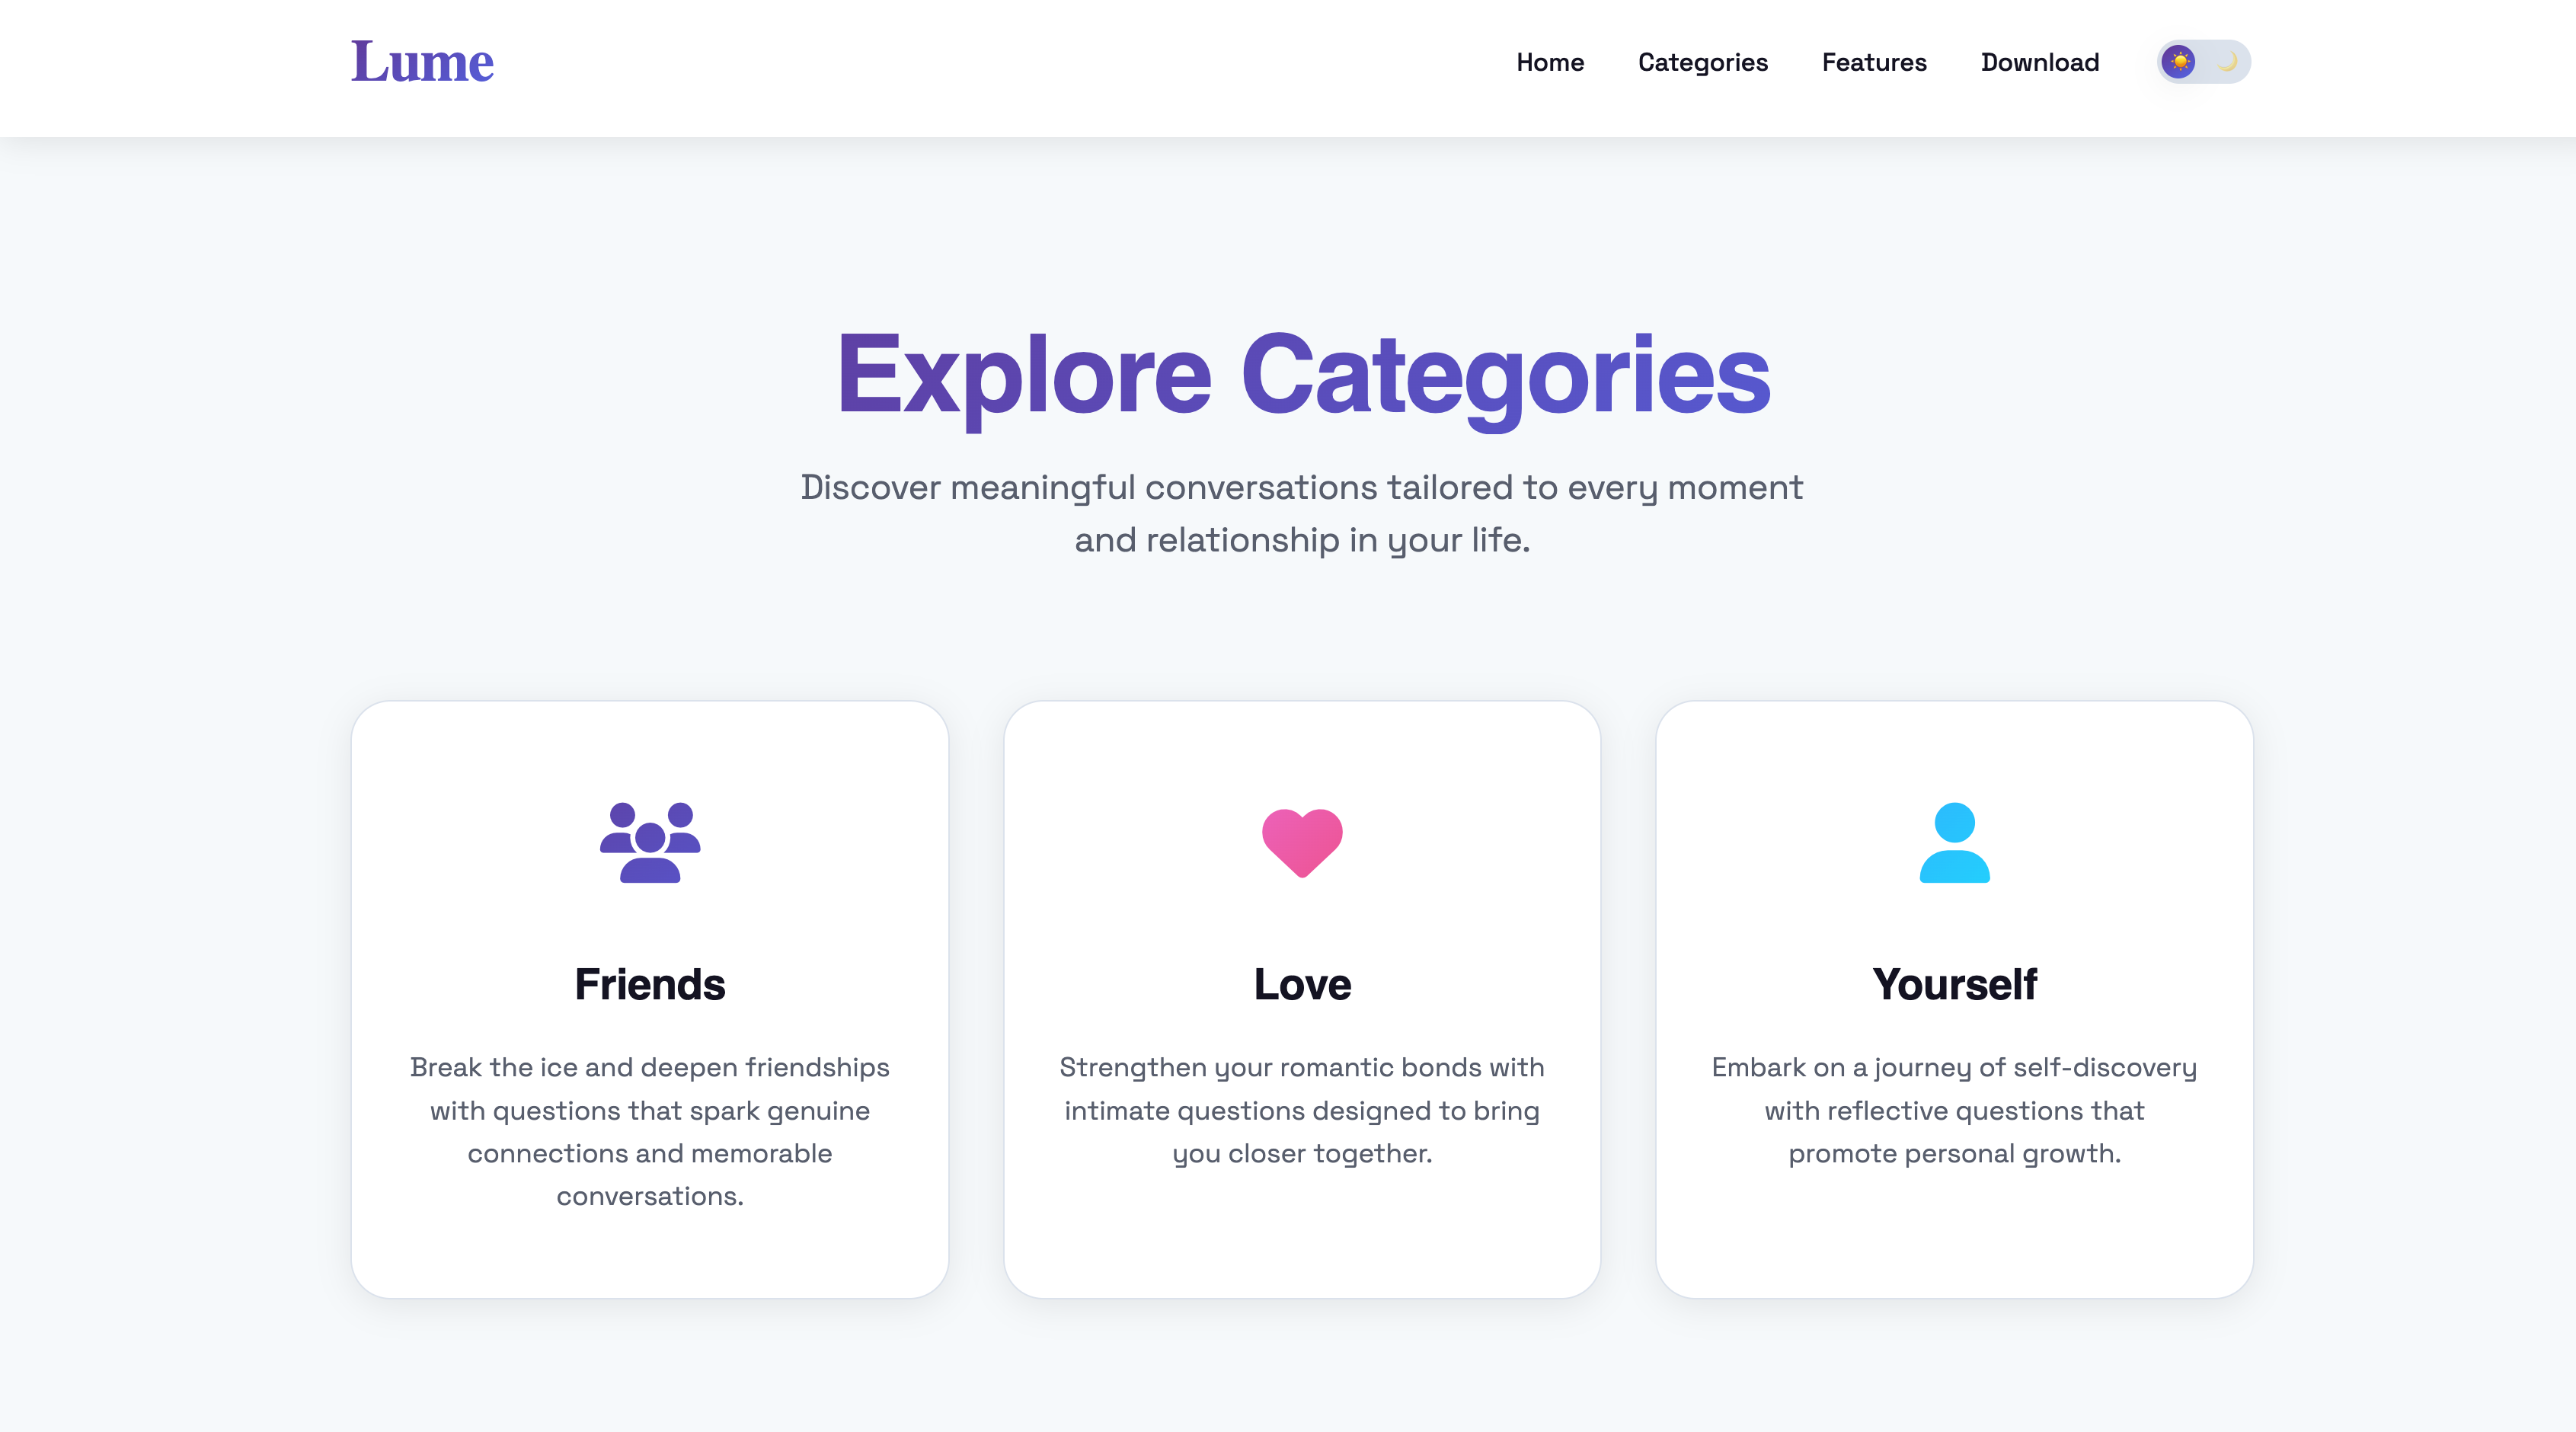 Lume
Home Categories Features Download
Explore Categories
Discover meaningful conversations tailored to every moment
and relationship in your life.
Friends
Break the ice and deepen friendships
with questions that spark genuine
connections and memorable
conversations.
Love
Strengthen your romantic bonds with
intimate questions designed to bring
you closer together.
Yourself
Embark on a journey of self-discovery
with reflective questions that
promote personal growth.